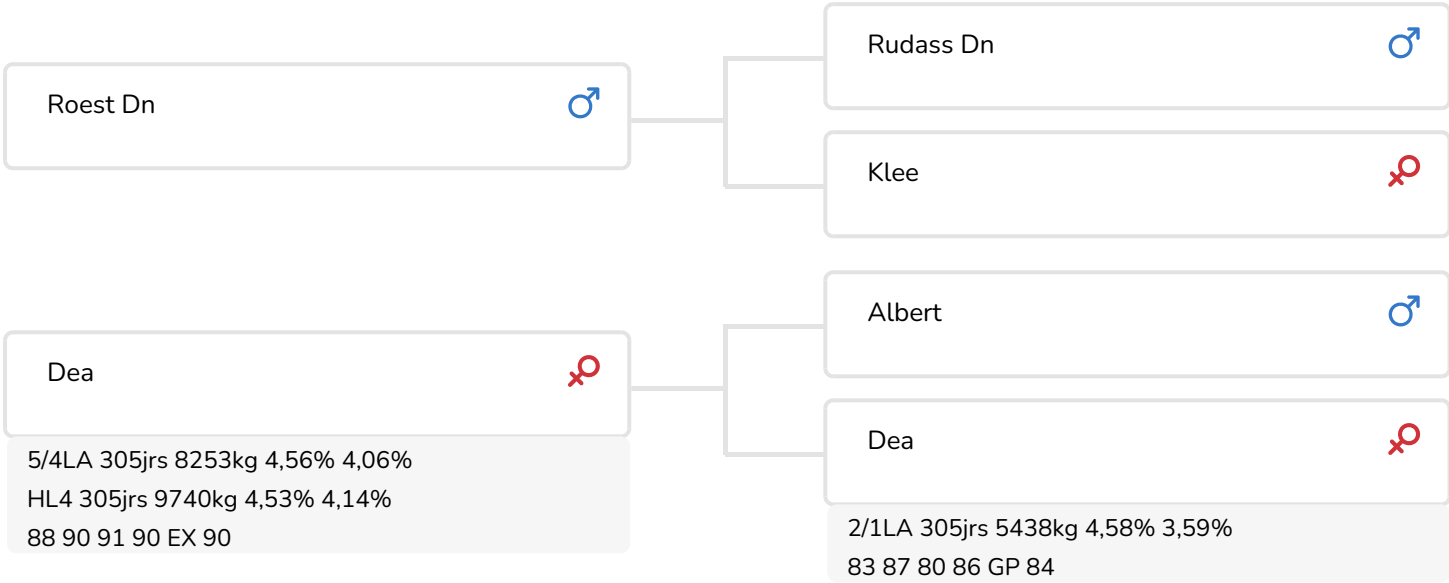 Rudass Dn
Roest Dn
Klee
Albert
Dea
5/4LA 305jrs 8253kg 4,56% 4,06%
HL4 305jrs 9740kg 4,53% 4,14%
88 90 91 90 EX 90
Dea
2/1LA 305jrs 5438kg 4,58% 3,59%
83 87 80 86 GP 84